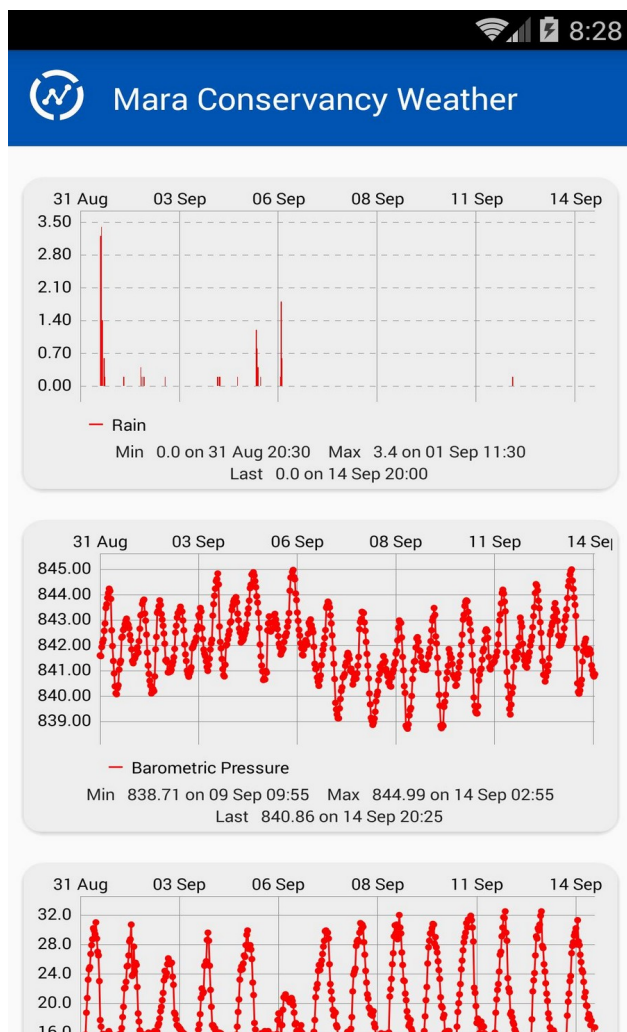 8:28
Mara Conservancy Weather
31 Aug 03 Sep 06 Sep 08 Sep 11 Sep 14 Sep
3.50
2.80
2.10
1.40
0.70
0.00
Rain
Min 0.0 on 31 Aug 20:30 Max 3.4 on 01 Sep 11:30
Last 0.0 on 14 Sep 20:00
31 Aug 03 Sep 06 Sep 08 Sep 11 Sep 14 Sep
845.00
844.00
843.00
842.00
841.00
840.00
839.00
Barometric Pressure
Min 838.71 on 09 Sep 09:55 Max 844.99 on 14 Sep 02:55
Last 840.86 on 14 Sep 20:25
31 Aug 03 Sep 06 Sep 08 Sep 11 Sep 14 Sep
32.0
28.0
24.0
20.0
16.0